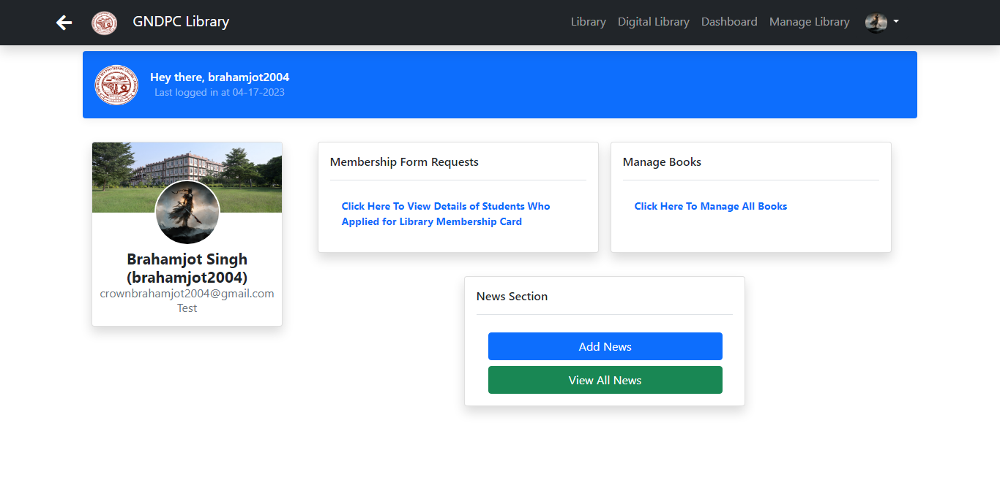 GNDPC Library
Library Digital Library Dashboard Manage Library
Hey there, brahamjot2004
Last logged in at 04-17-2023
Brahamjot Singh
(brahamjot2004)
crownbrahamjot2004@gmail.com
Test
Membership Form Requests
Click Here To View Details of Students Who
Applied for Library Membership Card
Manage Books
Click Here To Manage All Books
News Section
Add News
View All News